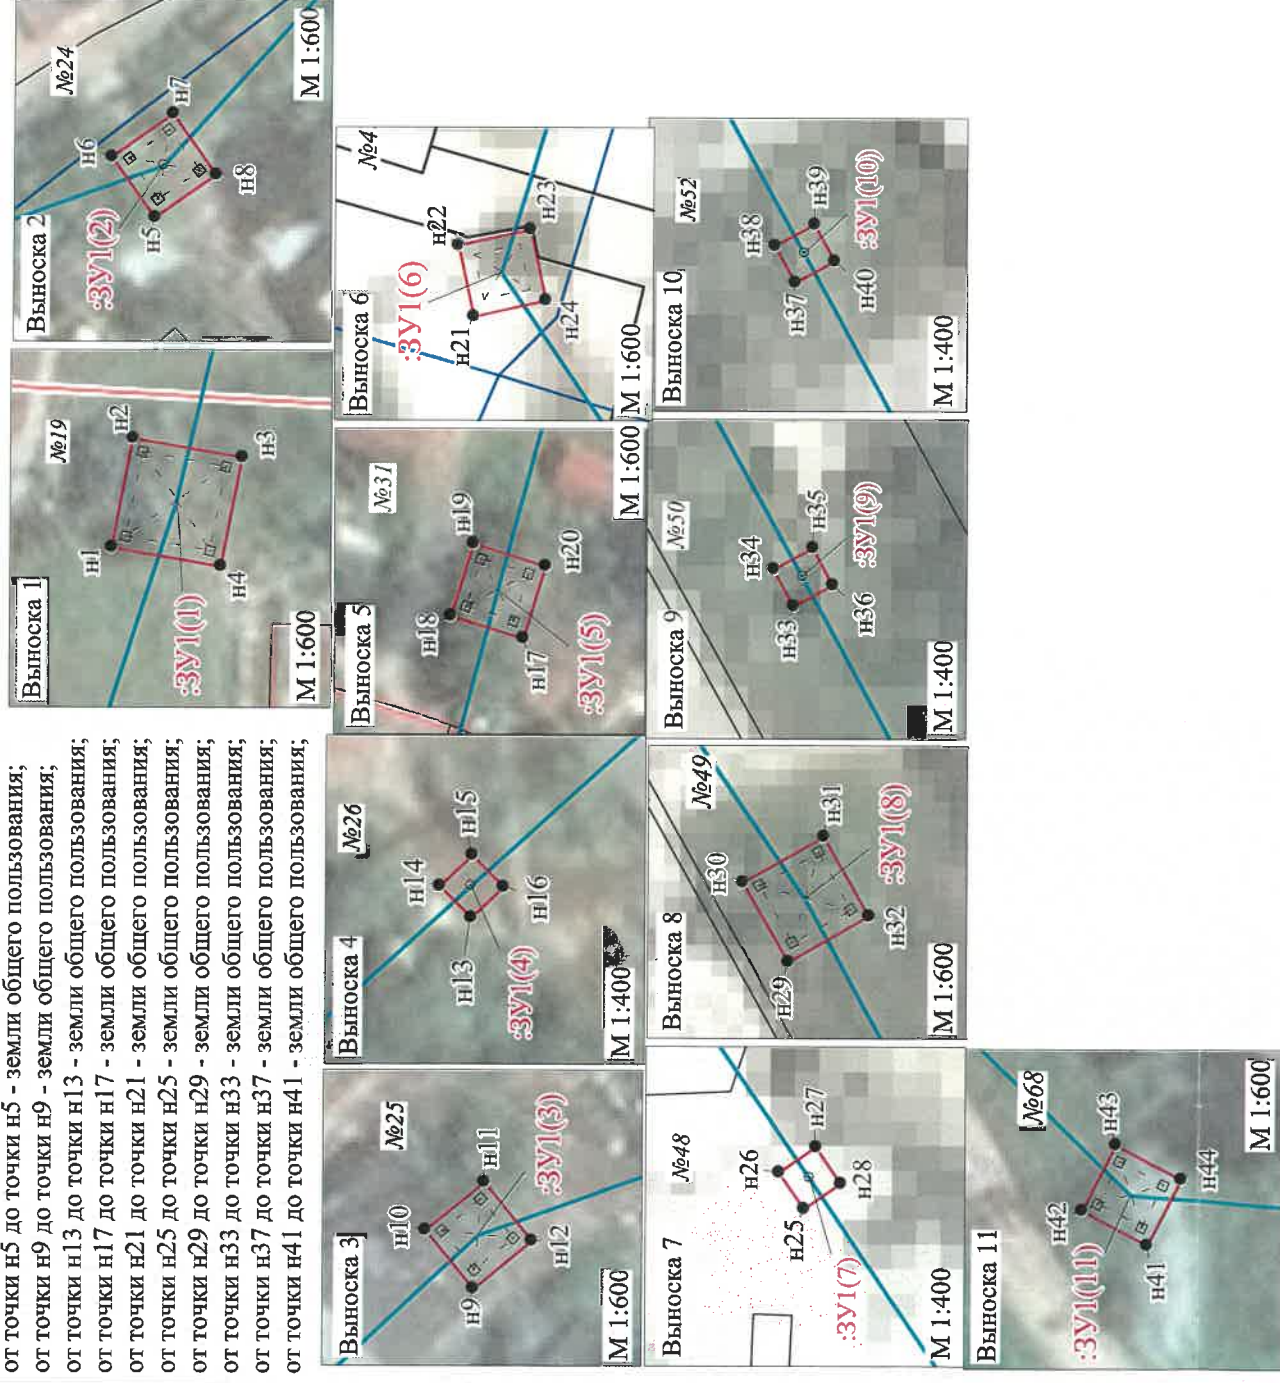 от точки н5 до точки н5 - земли общего пользования;
от точки н9 до точки н9 - земли общего пользования;
от точки н13 до точки н13 - земли общего пользования;
от точки н17 до точки н17 - земли общего пользования;
от точки н21 до точки н21 - земли общего пользования;
от точки н25 до точки н25 - земли общего пользования;
от точки н29 до точки н29 - земли общего пользования;
от точки н33 до точки н33 - земли общего пользования;
от точки н37 до точки н37 - земли общего пользования;
от точки н41 до точки н41 - земли общего пользования;
Выноска 1
№19
н1
н2
н3
н4
:ЗУ1(1)
М 1:600
Выноска 2
№24
н5
н6
н7
н8
:ЗУ1(2)
М 1:600
Выноска 3
№25
н9
н10
н11
н12
:ЗУ1(3)
М 1:600
Выноска 4
№26
н13
н14
н15
н16
:ЗУ1(4)
М 1:400
Выноска 5
№31
н17
н18
н19
н20
:ЗУ1(5)
М 1:600
Выноска 6
№4
н21
н22
н23
н24
:ЗУ1(6)
М 1:600
Выноска 7
№48
н25
н26
н27
н28
:ЗУ1(7)
М 1:400
Выноска 8
№49
н29
н30
н31
н32
:ЗУ1(8)
М 1:600
Выноска 9
№50
н33
н34
н35
н36
:ЗУ1(9)
М 1:400
Выноска 10
№52
н37
н38
н39
н40
:ЗУ1(10)
М 1:400
Выноска 11
№68
н41
н42
н43
н44
:ЗУ1(11)
М 1:600